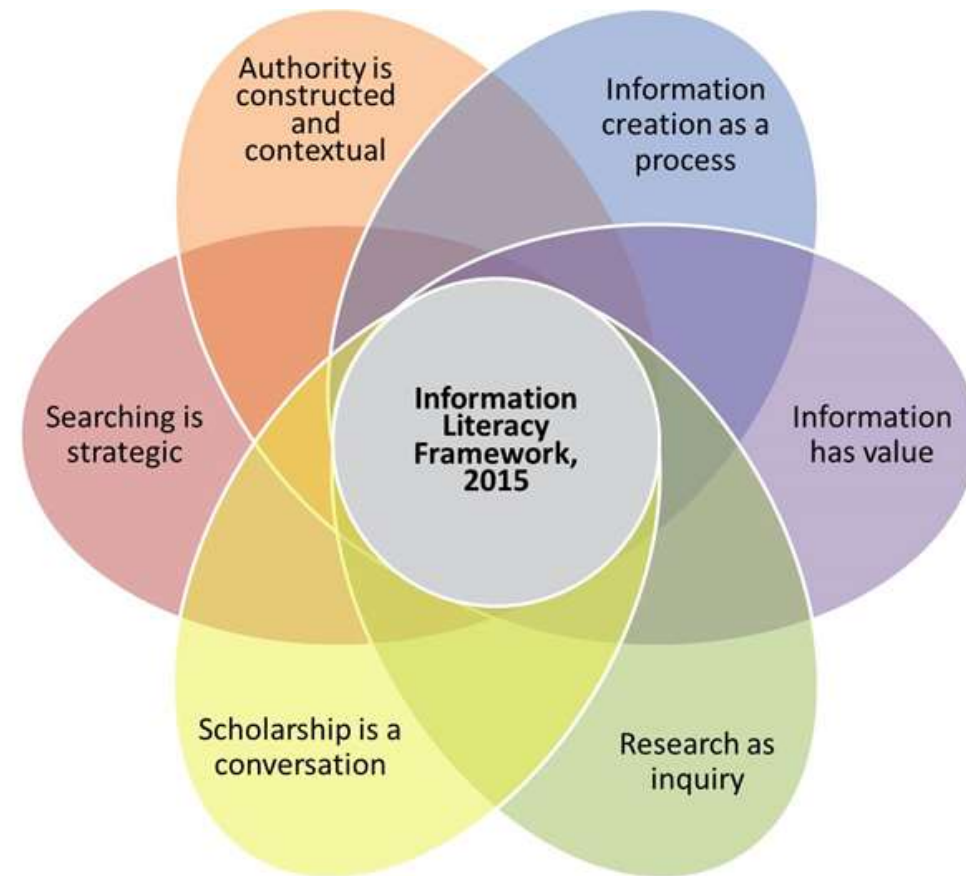 Authority is
constructed
and
contextual
Information
creation as a
process
Searching is
strategic
Information
Literacy
Framework,
2015
Information
has value
Scholarship is a
conversation
Research as
inquiry